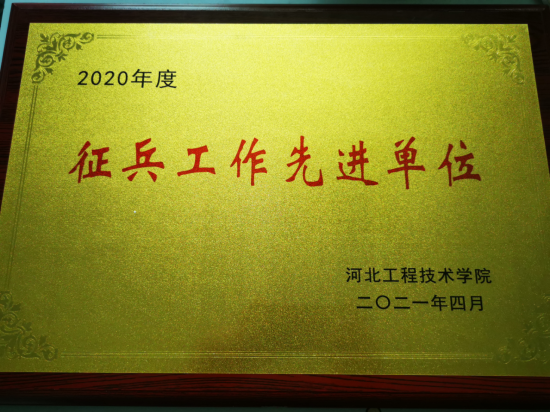 2020年度
征兵工作先进单位
河北工程技术学院
二〇二一年四月